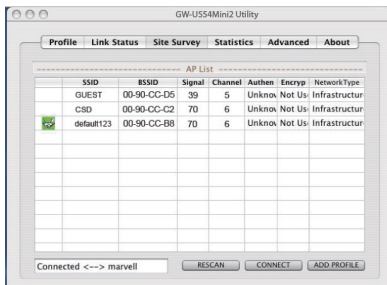 GW-US54Mini2 Utility
Profile Link Status Site Survey Statistics Advanced About
AP List
SSID BSSID Signal Channel Authen Encryp NetworkType
GUEST 00-90-CC-D5 39 5 Unknov Not Us Infrastructur
CSD 00-90-CC-C2 70 6 Unknov Not Us Infrastructur
default123 00-90-CC-B8 70 6 Unknov Not Us Infrastructur
Connected <--> marvell RESCAN CONNECT ADD PROFILE